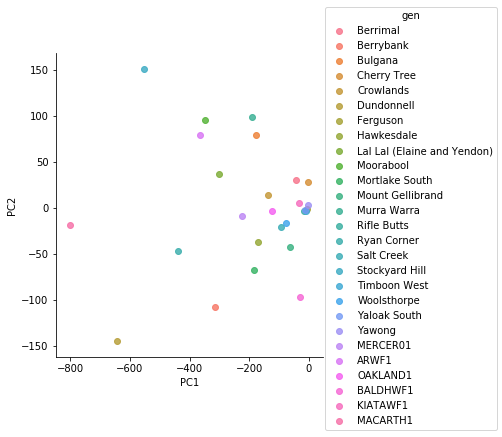 gen
Berrimal
Berrybank
Bulgana
Cherry Tree
Crowlands
Dundonnell
Ferguson
Hawkesdale
Lal Lal (Elaine and Yendon)
Moorabool
Mortlake South
Mount Gellibrand
Murra Warra
Rifle Butts
Ryan Corner
Salt Creek
Stockyard Hill
Timboon West
Woolsthorpe
Yaloak South
Yawong
MERCER01
ARWF1
OAKLAND1
BALDHWF1
KIATAWF1
MACARTH1
150
100
50
0
−50
−100
−150
PC2
−800 −600 −400 −200 0
PC1